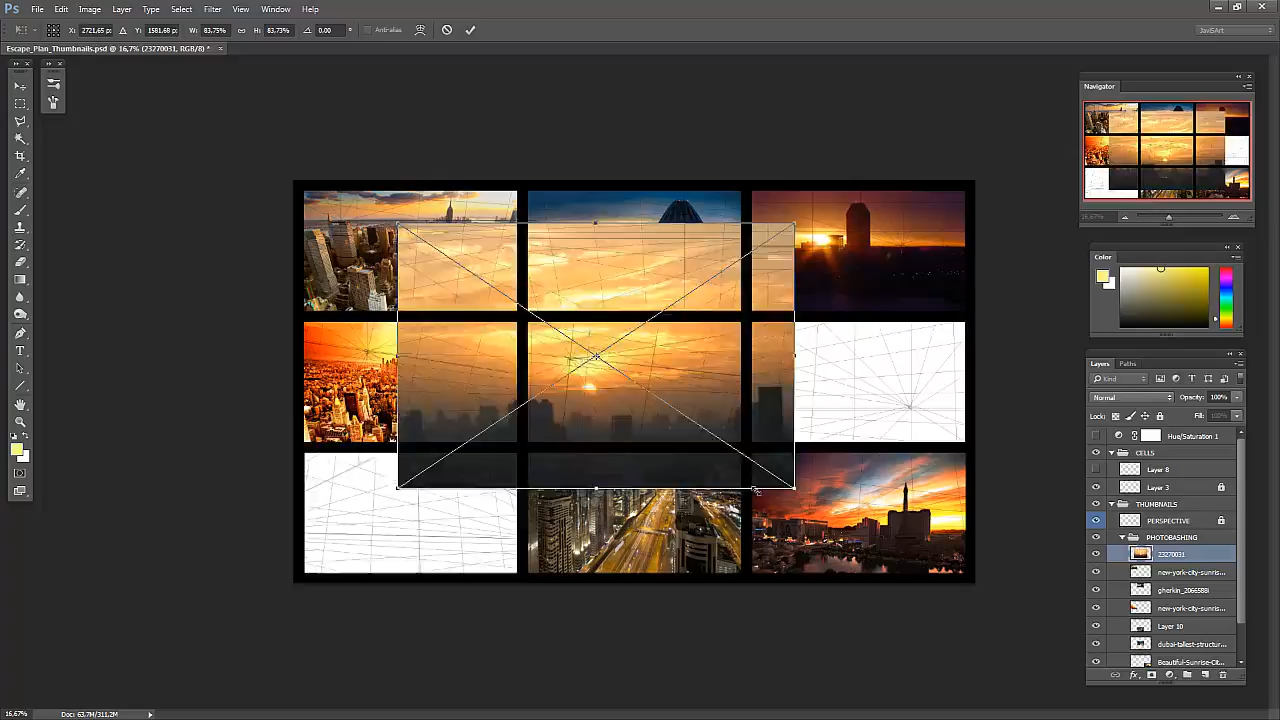 Ps File Edit Image Layer Type Select Filter View Window Help
X: 2721.65 px Y: 1581.68 px W: 83,75% H: 83,73% 0.00 ° Anti-alias JavISArt
Escape_Plan_Thumbnails.psd @ 16,7% (23270031, RGB/8) * ×
Navigator
16,67%
Color
Layers Paths
Kind
Normal Opacity: 100%
Lock: Fill: 100%
Hue/Saturation 1
CELLS
Layer 8
Layer 3
THUMBNAILS
PERSPECTIVE
PHOTOBASHING
23270031
new-york-city-sunris...
gherkin_2066588i
new-york-city-sunris...
Layer 10
dubai-tallest-structur...
Beautiful-Sunrise-Cit...
16,67% Doc: 63,7M/311,2M